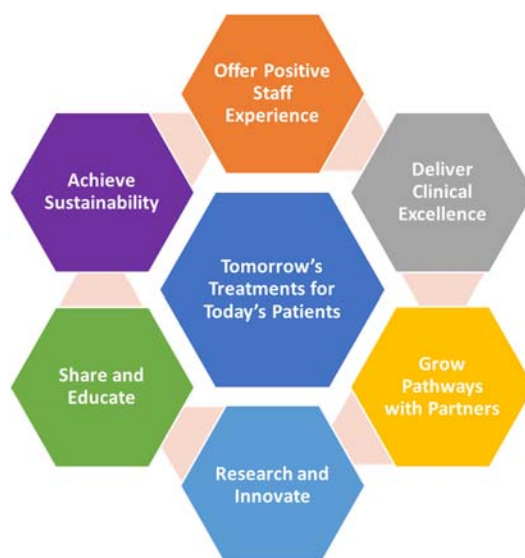 Offer Positive
Staff
Experience
Deliver
Clinical
Excellence
Grow
Pathways
with Partners
Research and
Innovate
Share and
Educate
Achieve
Sustainability
Tomorrow's
Treatments for
Today's Patients